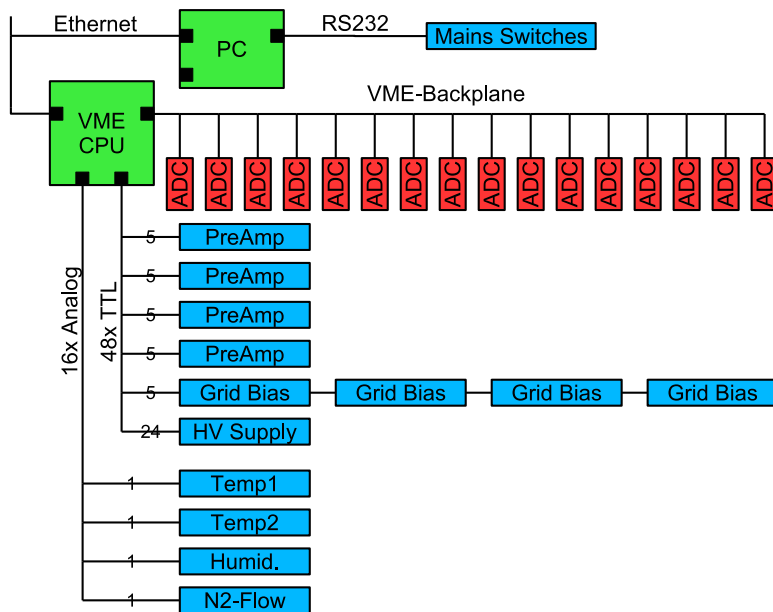 Ethernet
RS232
PC
Mains Switches
VME-Backplane
VME
CPU
ADC ADC ADC ADC ADC ADC ADC ADC ADC ADC ADC ADC ADC ADC ADC ADC
16x Analog
48x TTL
5 PreAmp
5 PreAmp
5 PreAmp
5 PreAmp
5 Grid Bias Grid Bias Grid Bias Grid Bias
24 HV Supply
1 Temp1
1 Temp2
1 Humid.
1 N2-Flow